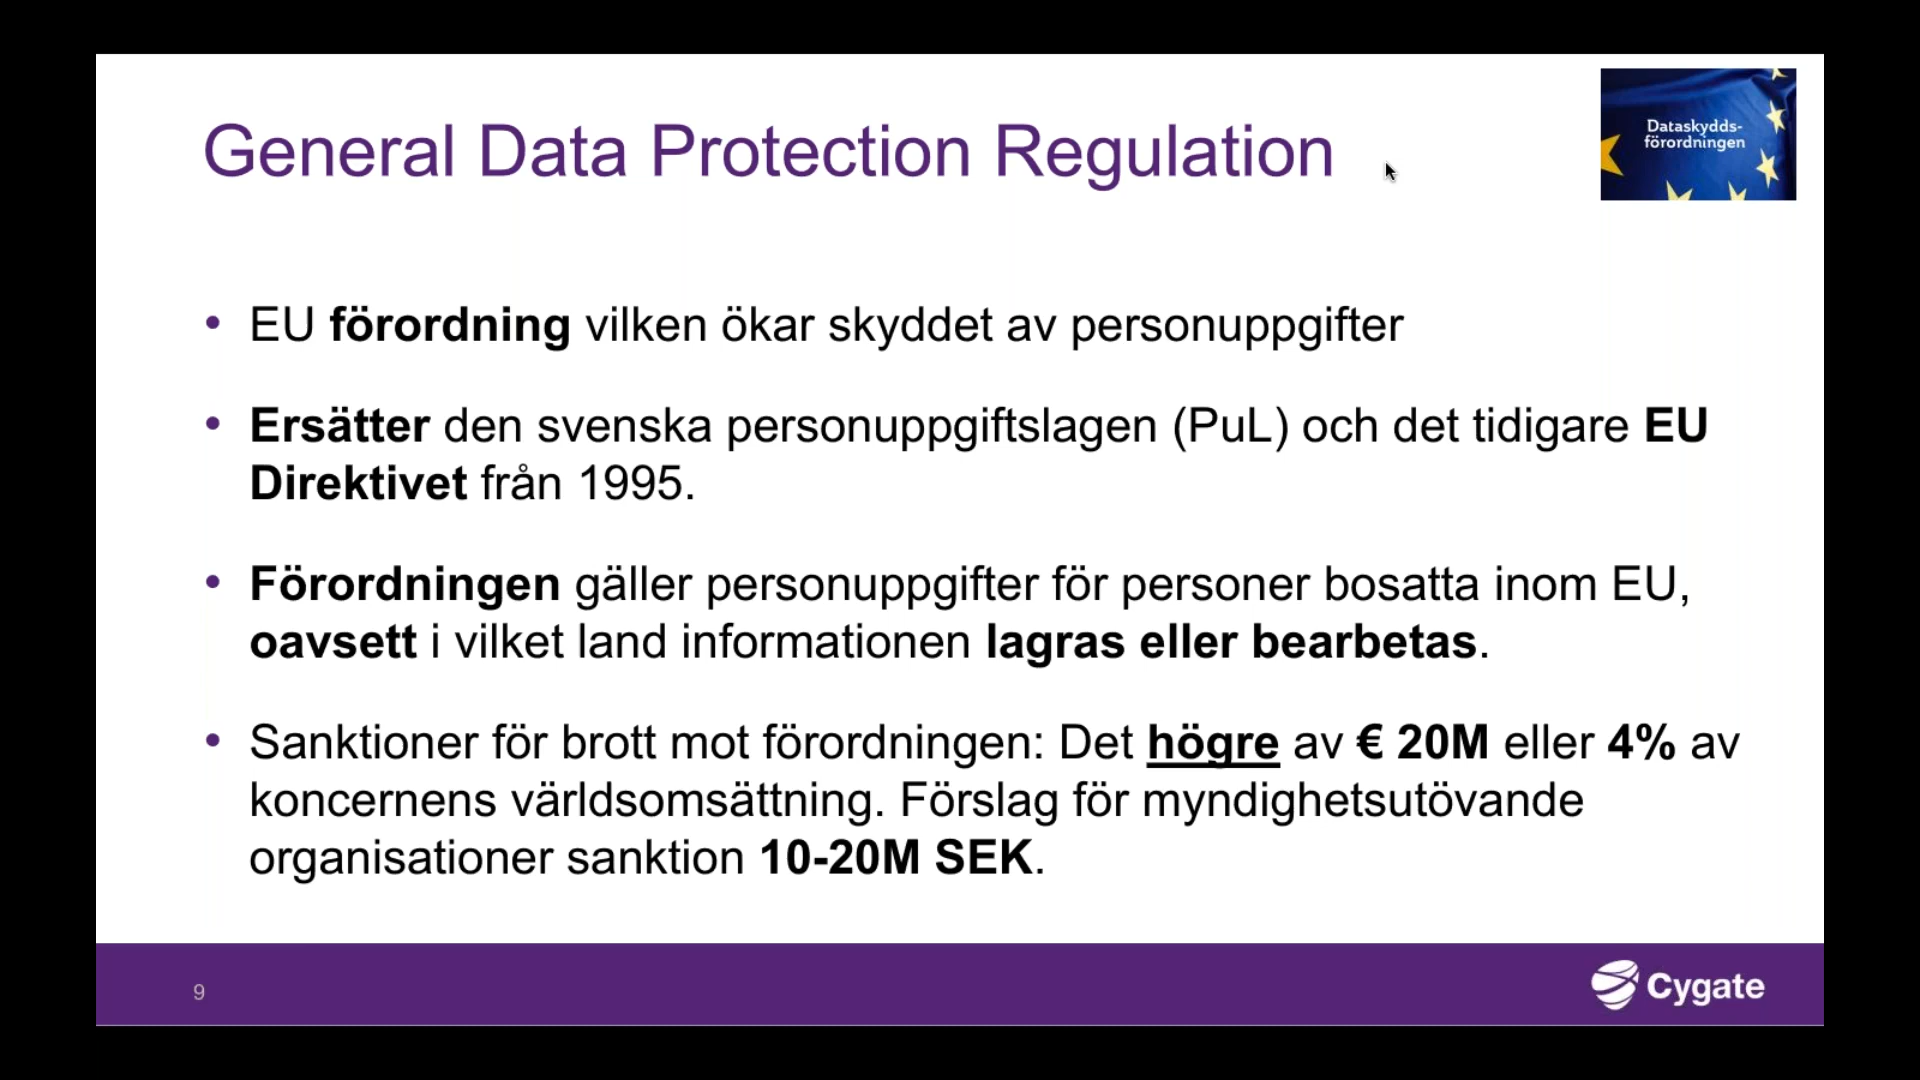 General Data Protection Regulation
Dataskydds-
förordningen
• EU förordning vilken ökar skyddet av personuppgifter
• Ersätter den svenska personuppgiftslagen (PuL) och det tidigare EU
Direktivet från 1995.
• Förordningen gäller personuppgifter för personer bosatta inom EU,
oavsett i vilket land informationen lagras eller bearbetas.
• Sanktioner för brott mot förordningen: Det högre av € 20M eller 4% av
koncernens världsomsättning. Förslag för myndighetsutövande
organisationer sanktion 10-20M SEK.
9
Cygate